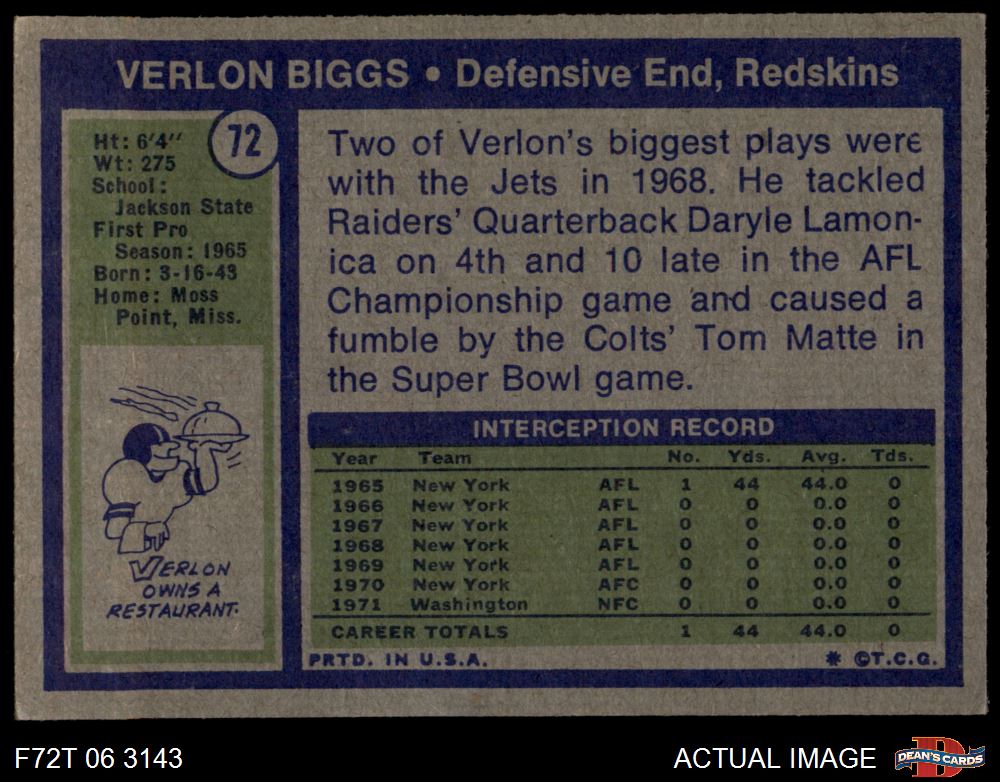 VERLON BIGGS • Defensive End, Redskins
72
Ht: 6'4''
Wt: 275
School:
Jackson State
First Pro
Season: 1965
Born: 3-16-43
Home: Moss
Point, Miss.
VERLON
OWNS A
RESTAURANT.
Two of Verlon's biggest plays were
with the Jets in 1968. He tackled
Raiders' Quarterback Daryle Lamon-
ica on 4th and 10 late in the AFL
Championship game and caused a
fumble by the Colts' Tom Matte in
the Super Bowl game.
INTERCEPTION RECORD
Year Team No. Yds. Avg. Tds.
1965 New York AFL 1 44 44.0 0
1966 New York AFL 0 0 0.0 0
1967 New York AFL 0 0 0.0 0
1968 New York AFL 0 0 0.0 0
1969 New York AFL 0 0 0.0 0
1970 New York AFC 0 0 0.0 0
1971 Washington NFC 0 0 0.0 0
CAREER TOTALS 1 44 44.0 0
PRTD. IN U.S.A. * ©T.C.G.
F72T 06 3143 ACTUAL IMAGE D DEAN'S CARDS